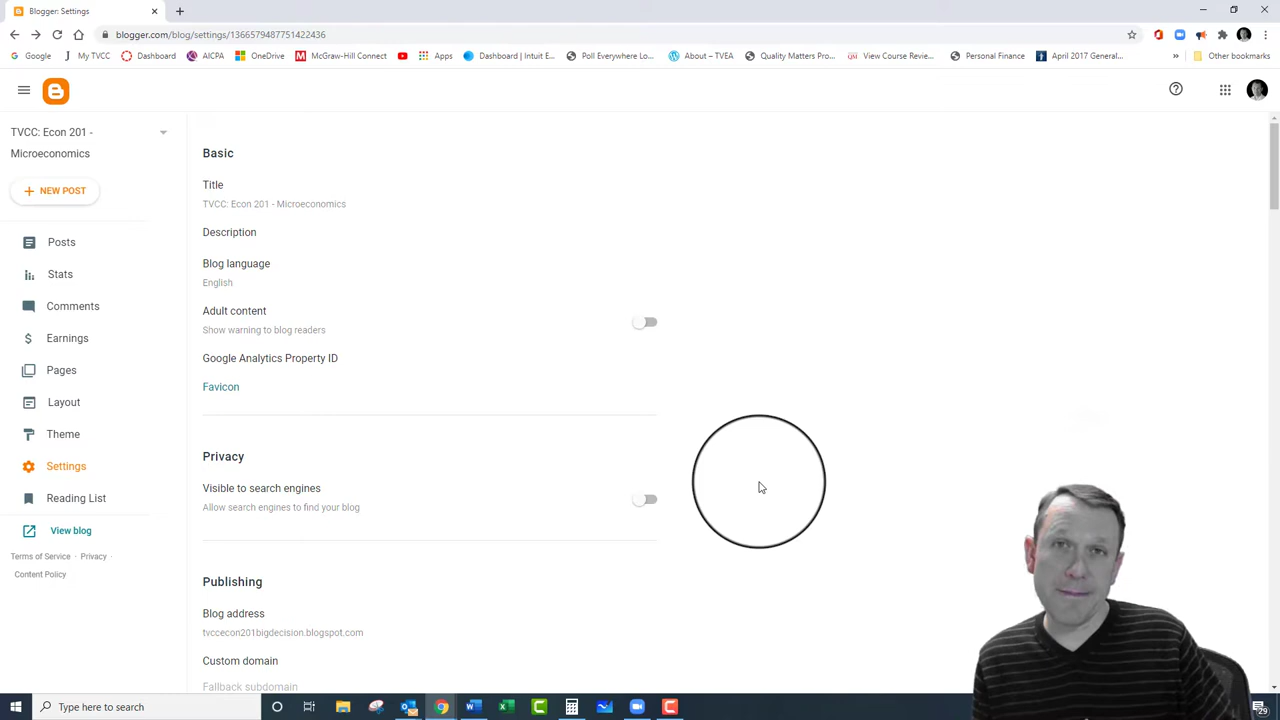 Blogger: Settings
blogger.com/blog/settings/1366579487751422436
Google
My TVCC
Dashboard
AICPA
OneDrive
McGraw-Hill Connect
Apps
Dashboard | Intuit E...
Poll Everywhere Lo...
About – TVEA
Quality Matters Pro...
View Course Revie...
Personal Finance
April 2017 General...
Other bookmarks
TVCC: Econ 201 -
Microeconomics
NEW POST
Posts
Stats
Comments
Earnings
Pages
Layout
Theme
Settings
Reading List
View blog
Terms of Service · Privacy ·
Content Policy
Basic
Title
TVCC: Econ 201 - Microeconomics
Description
Blog language
English
Adult content
Show warning to blog readers
Google Analytics Property ID
Favicon
Privacy
Visible to search engines
Allow search engines to find your blog
Publishing
Blog address
tvccecon201bigdecision.blogspot.com
Custom domain
Fallback subdomain
Type here to search
29